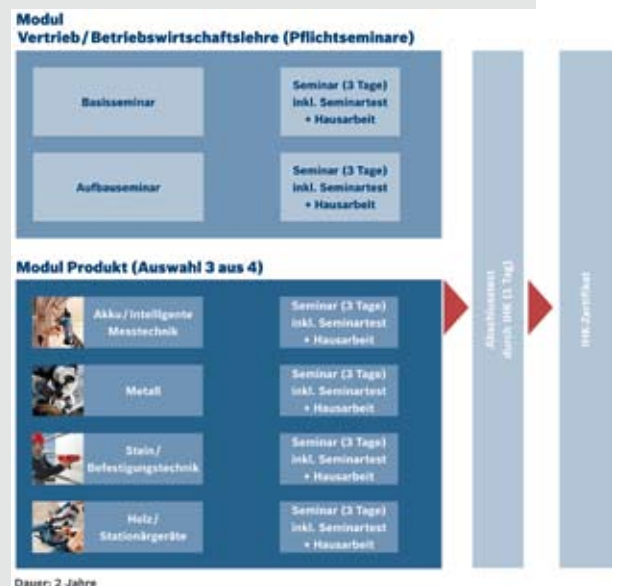 Modul
Vertrieb/Betriebswirtschaftslehre (Pflichtseminare)
Basisseminar
Seminar (3 Tage)
inkl. Seminartest
+ Hausarbeit
Aufbauseminar
Seminar (3 Tage)
inkl. Seminartest
+ Hausarbeit
Modul Produkt (Auswahl 3 aus 4)
Akku/Intelligente
Messtechnik
Seminar (3 Tage)
inkl. Seminartest
+ Hausarbeit
Metall
Seminar (3 Tage)
inkl. Seminartest
+ Hausarbeit
Stein/
Befestigungstechnik
Seminar (3 Tage)
inkl. Seminartest
+ Hausarbeit
Holz/
Stationärgeräte
Seminar (3 Tage)
inkl. Seminartest
+ Hausarbeit
Abschlusstest
durch IHK (1 Tag)
IHK-Zertifikat
Dauer: 2 Jahre